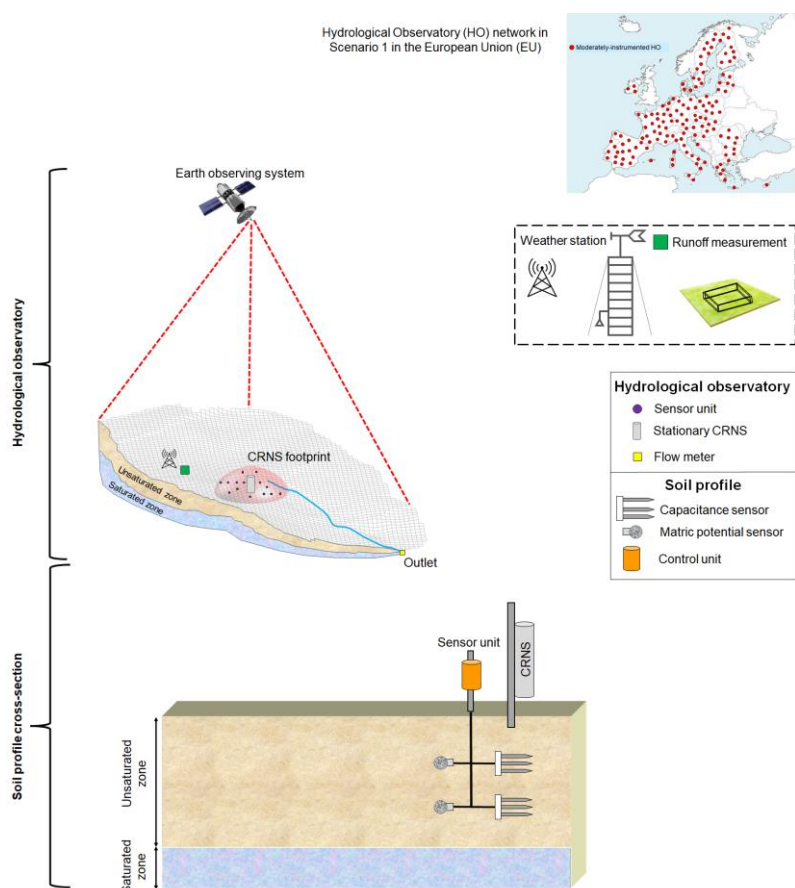 Hydrological Observatory (HO) network in
Scenario 1 in the European Union (EU)
Moderately-instrumented HO
Earth observing system
Weather station
Runoff measurement
Hydrological observatory
CRNS footprint
Unsaturated zone
Saturated zone
Outlet
Hydrological observatory
Sensor unit
Stationary CRNS
Flow meter
Soil profile
Capacitance sensor
Matric potential sensor
Control unit
Soil profile cross-section
Sensor unit
CRNS
Unsaturated
zone
Saturated
zone